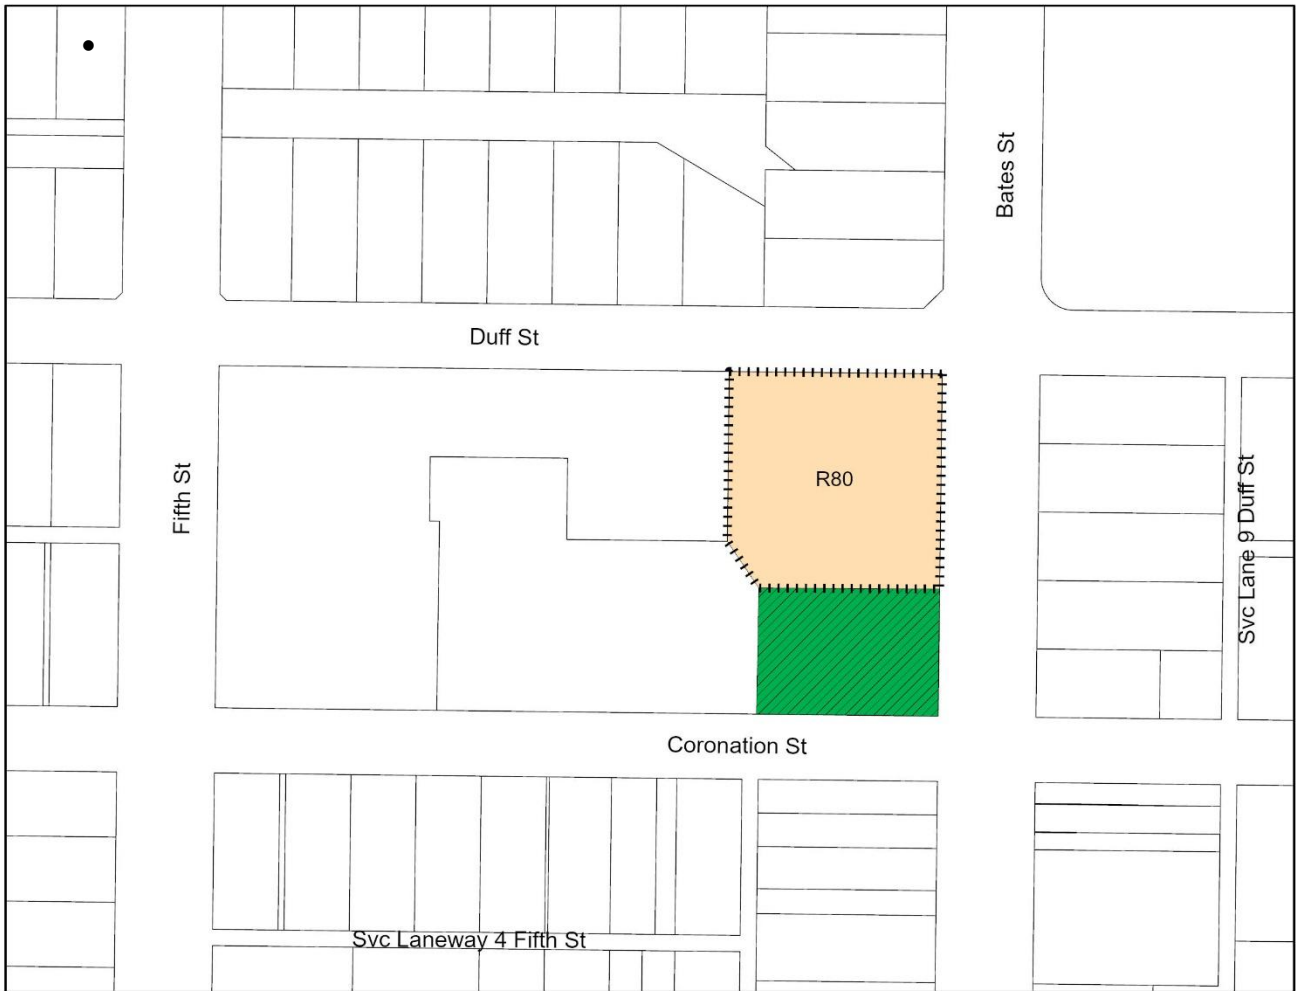 Bates St
Duff St
Fifth St
R80
Svc Lane 9 Duff St
Coronation St
Svc Laneway 4 Fifth St